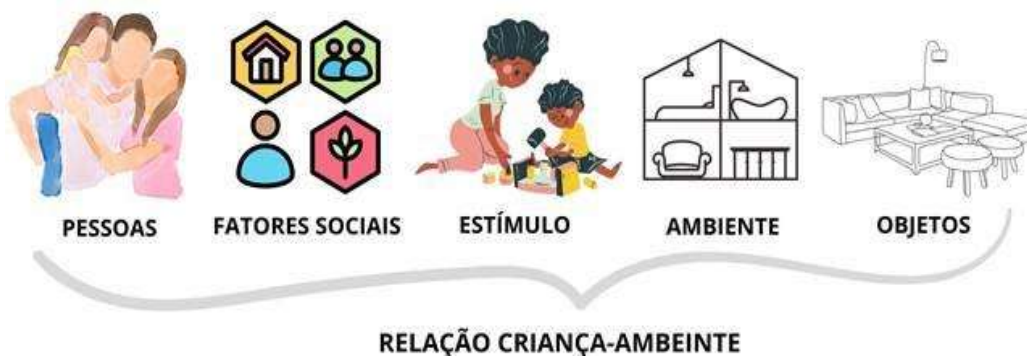 PESSOAS FATORES SOCIAIS ESTÍMULO AMBIENTE OBJETOS
RELAÇÃO CRIANÇA-AMBEINTE